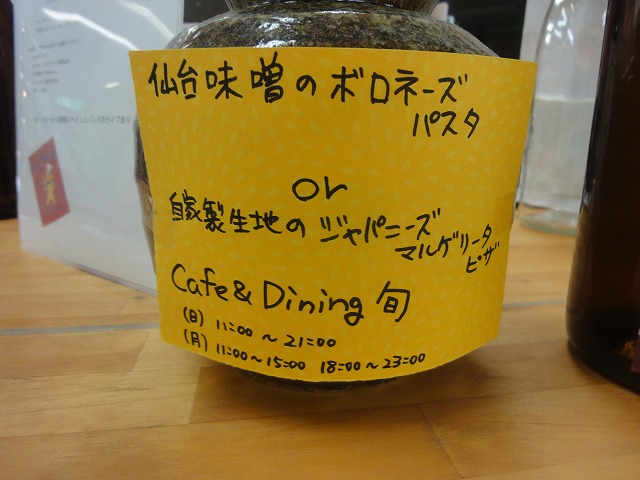 仙台味噌のボロネーズ
パスタ
or
自家製生地のジャパニーズ
マルゲリータ
ピザ
Cafe & Dining 旬
(日) 11:00〜21:00
(月) 11:00〜15:00 18:00〜23:00